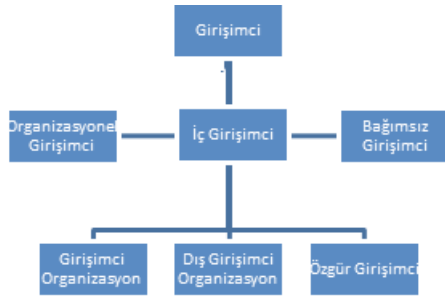 Girişimci
Organizasyonel
Girişimci
İç Girişimci
Bağımsız
Girişimci
Girişimci
Organizasyon
Dış Girişimci
Organizasyon
Özgür Girişimci